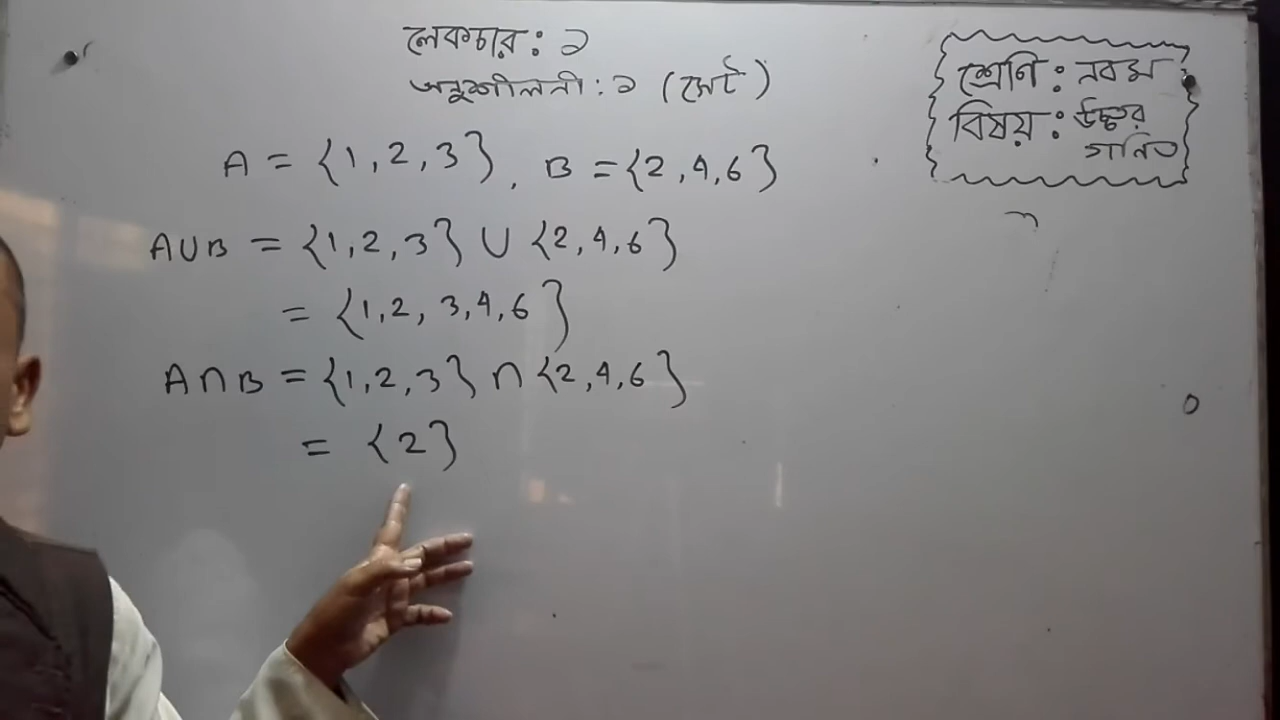 লেকচার: ১
অনুশীলনী: ১ (সেট)
শ্রেণি: নবম
বিষয়: উচ্চতর
গনিত
A = {1, 2, 3}, B = {2, 4, 6}
A∪B = {1, 2, 3} ∪ {2, 4, 6}
= {1, 2, 3, 4, 6}
A∩B = {1, 2, 3} ∩ {2, 4, 6}
= {2}